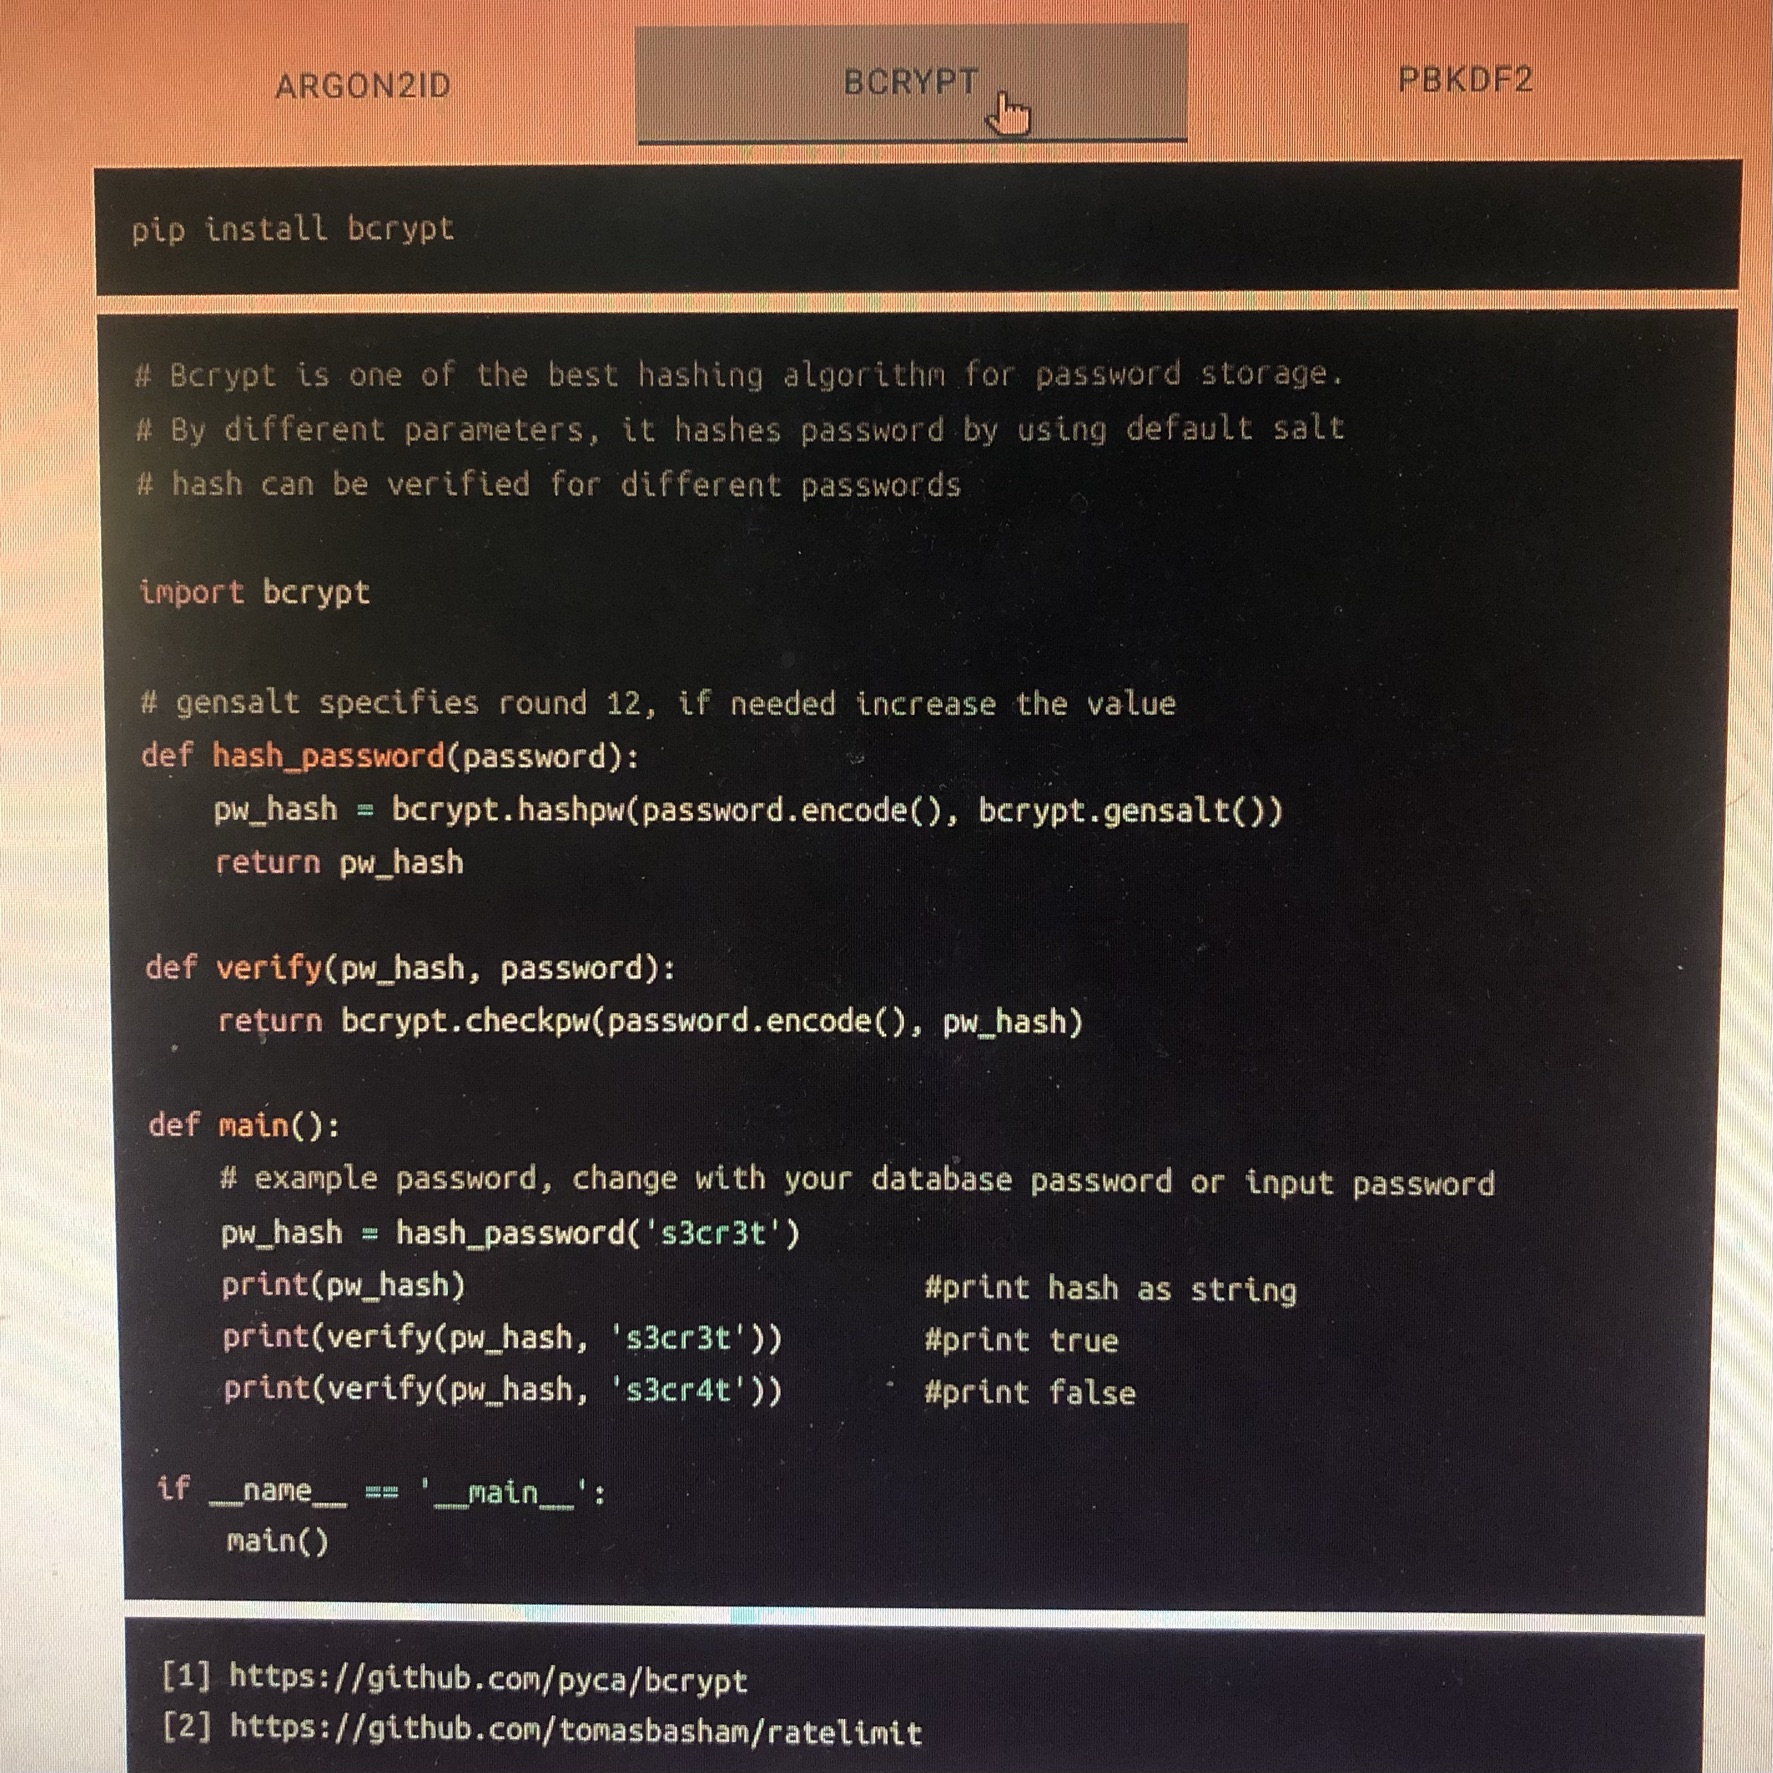 ARGON2ID BCRYPT PBKDF2
pip install bcrypt
# Bcrypt is one of the best hashing algorithm for password storage.
# By different parameters, it hashes password by using default salt
# hash can be verified for different passwords
import bcrypt
# gensalt specifies round 12, if needed increase the value
def hash_password(password):
    pw_hash = bcrypt.hashpw(password.encode(), bcrypt.gensalt())
    return pw_hash
def verify(pw_hash, password):
    return bcrypt.checkpw(password.encode(), pw_hash)
def main():
    # example password, change with your database password or input password
    pw_hash = hash_password('s3cr3t')
    print(pw_hash)                          #print hash as string
    print(verify(pw_hash, 's3cr3t'))        #print true
    print(verify(pw_hash, 's3cr4t'))        #print false
if __name__ == '__main__':
    main()
[1] https://github.com/pyca/bcrypt
[2] https://github.com/tomasbasham/ratelimit